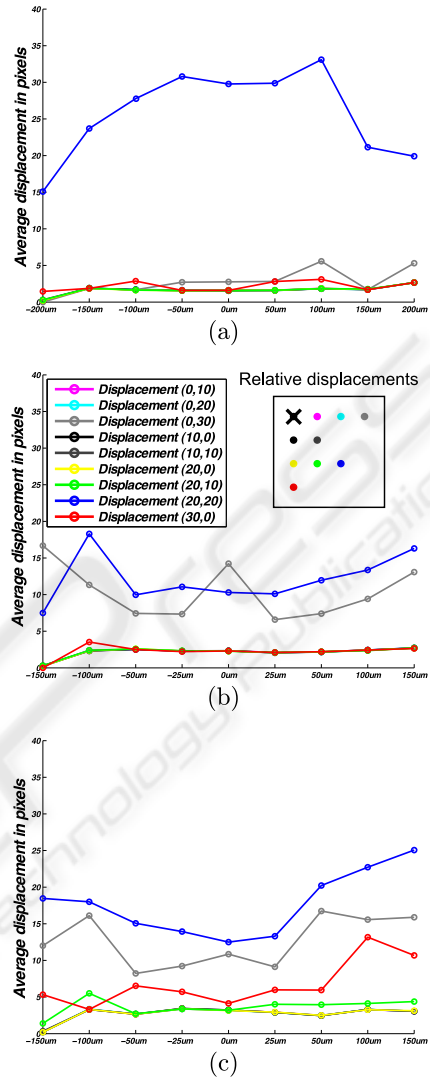 40
35
30
25
20
15
10
5
0
Average displacement in pixels
-200um -150um -100um -50um 0um 50um 100um 150um 200um
(a)
40
35
30
25
20
15
10
5
0
Average displacement in pixels
Displacement (0,10)
Displacement (0,20)
Displacement (0,30)
Displacement (10,0)
Displacement (10,10)
Displacement (20,0)
Displacement (20,10)
Displacement (20,20)
Displacement (30,0)
Relative displacements
-150um -100um -50um -25um 0um 25um 50um 100um 150um
(b)
40
35
30
25
20
15
10
5
0
Average displacement in pixels
-150um -100um -50um -25um 0um 25um 50um 100um 150um
(c)